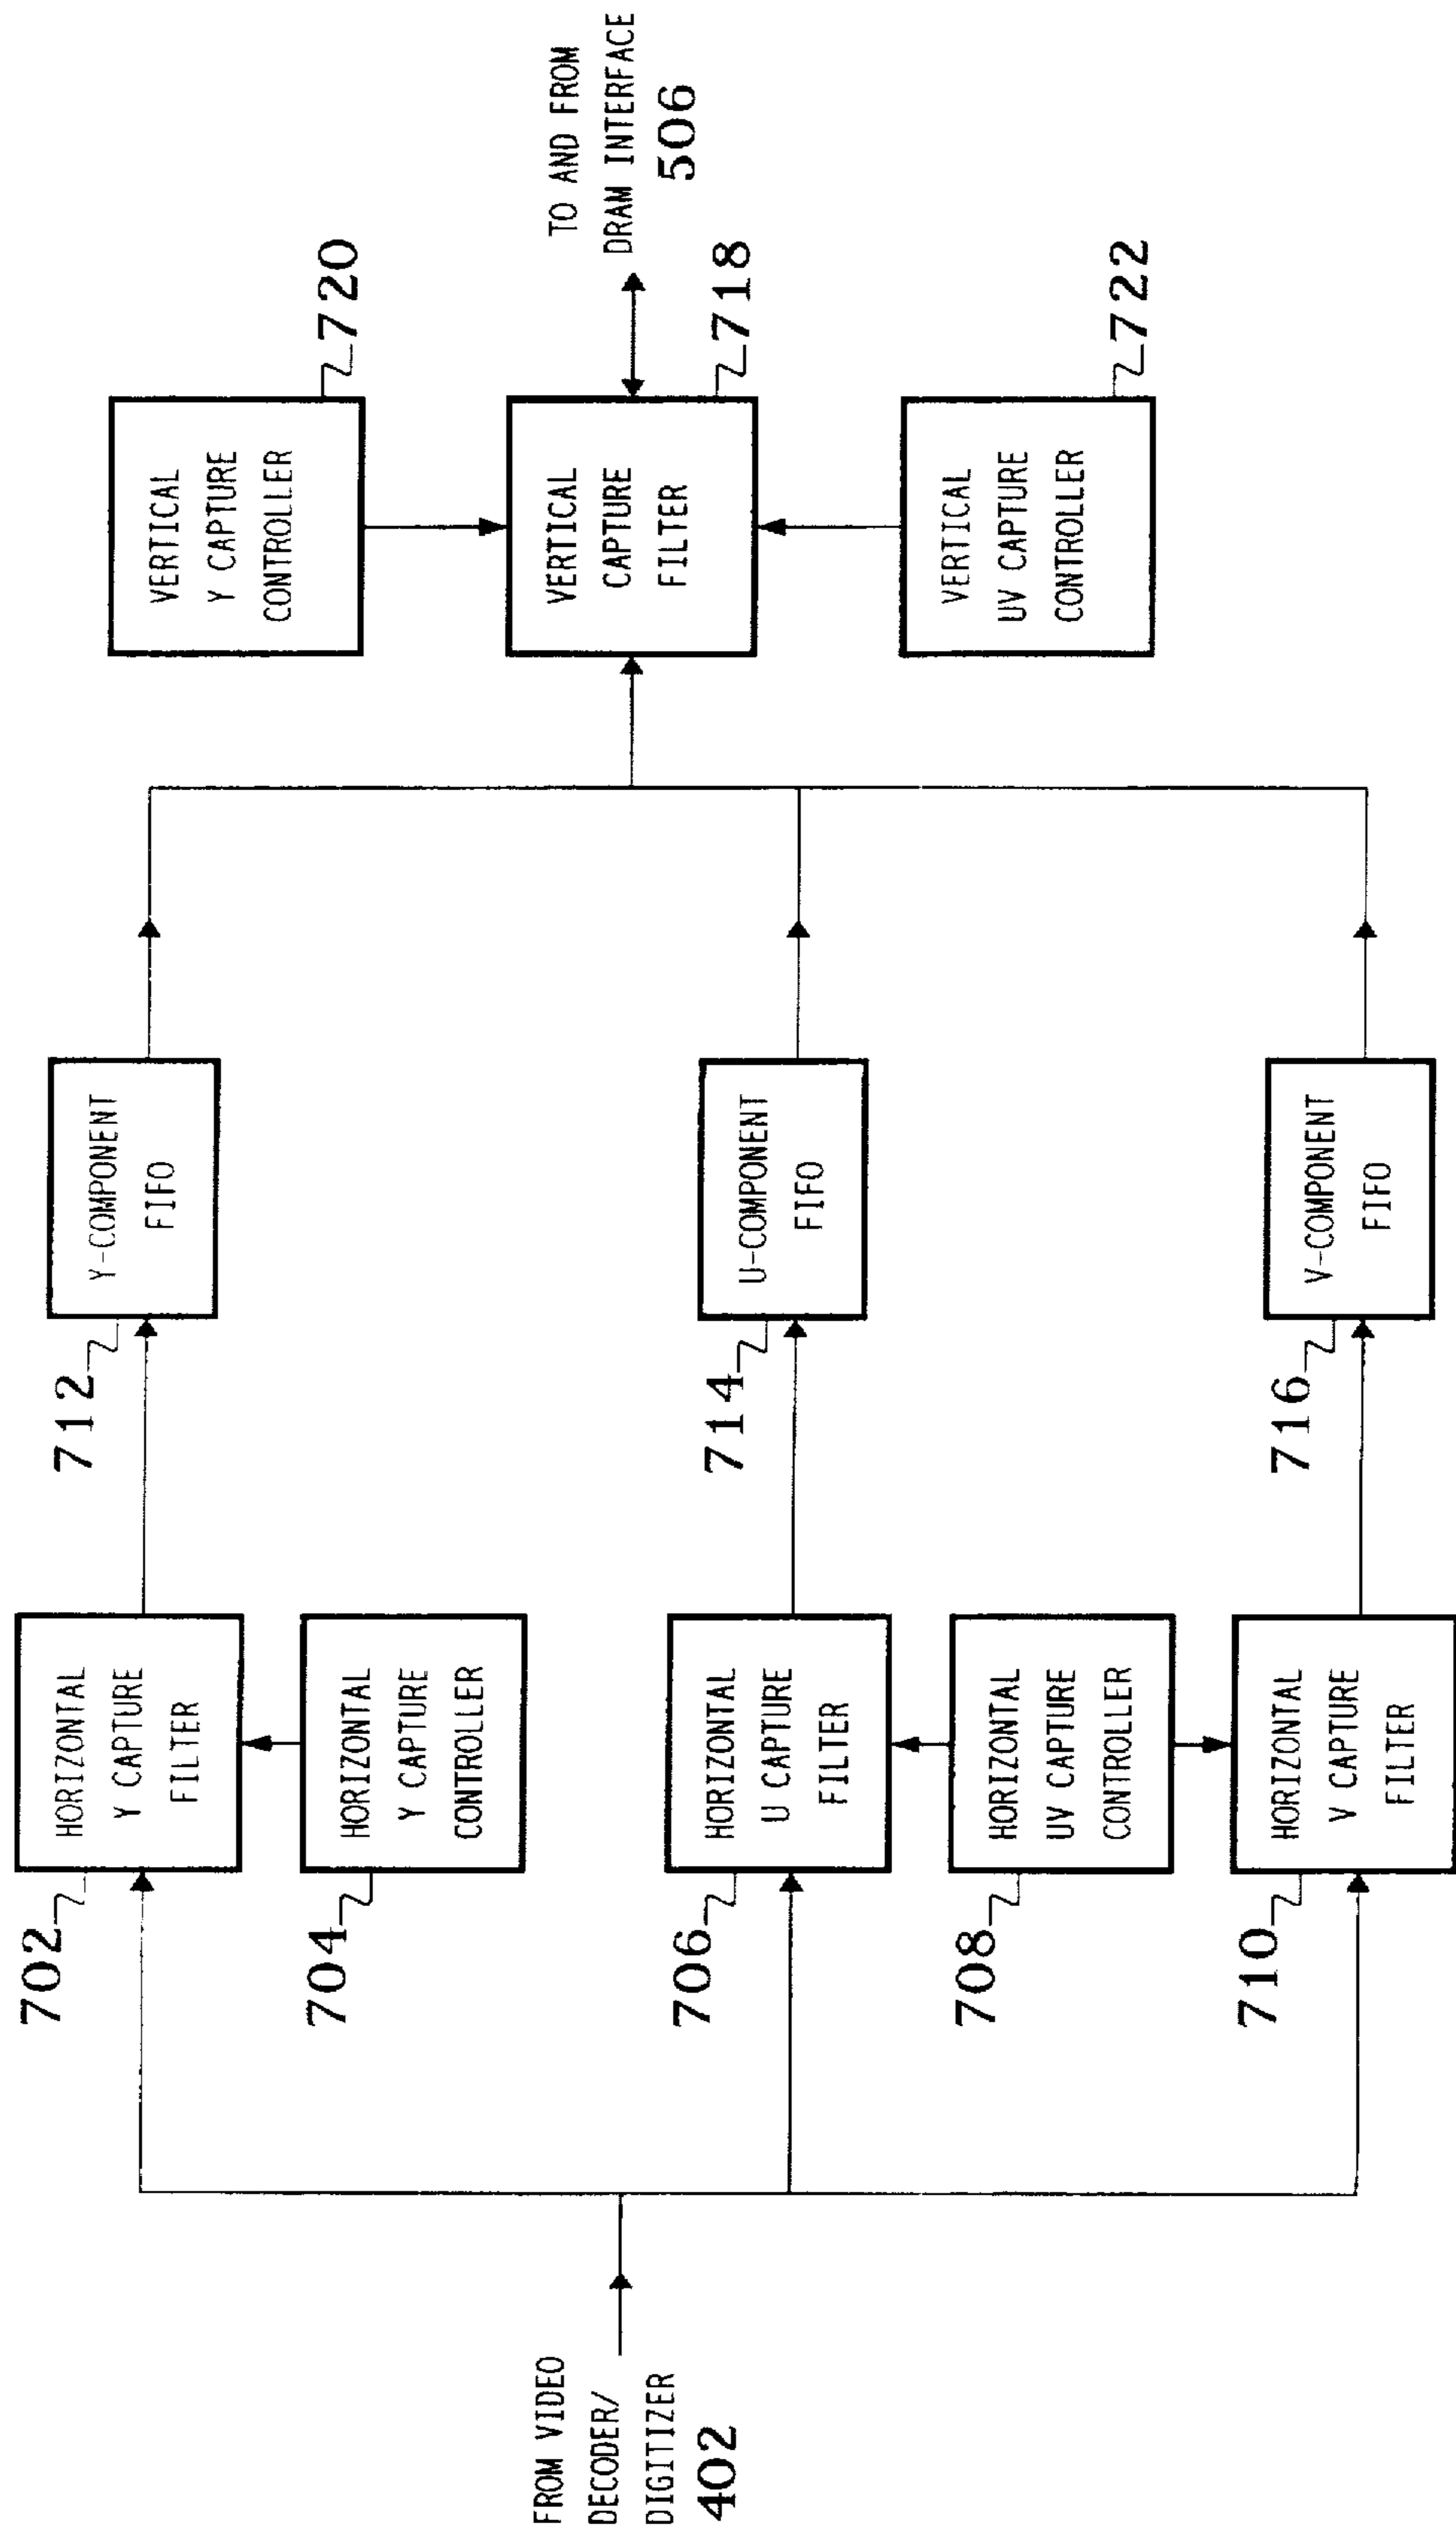 FROM VIDEO
DECODER/
DIGITIZER
402
702
HORIZONTAL
Y CAPTURE
FILTER
704
HORIZONTAL
Y CAPTURE
CONTROLLER
706
HORIZONTAL
U CAPTURE
FILTER
708
HORIZONTAL
UV CAPTURE
CONTROLLER
710
HORIZONTAL
V CAPTURE
FILTER
712
Y-COMPONENT
FIFO
714
U-COMPONENT
FIFO
716
V-COMPONENT
FIFO
VERTICAL
Y CAPTURE
CONTROLLER
720
VERTICAL
CAPTURE
FILTER
718
VERTICAL
UV CAPTURE
CONTROLLER
722
TO AND FROM
DRAM INTERFACE
506